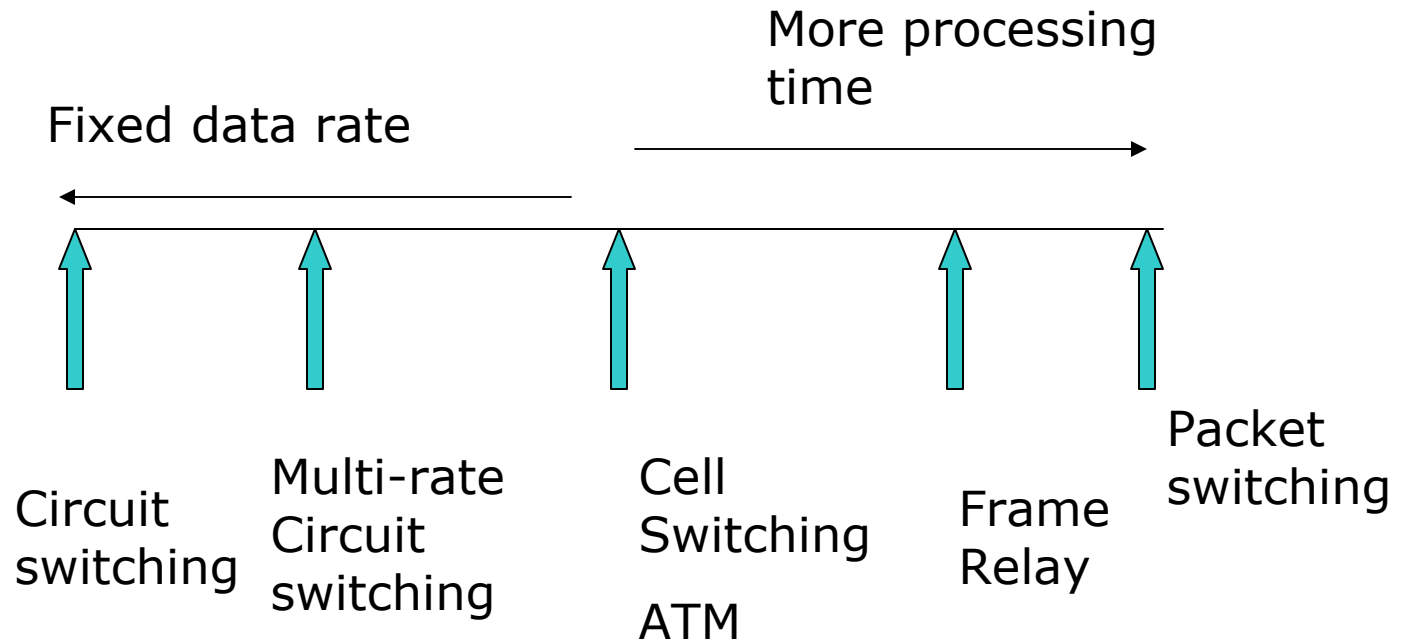 More processing
time
Fixed data rate
Circuit
switching
Multi-rate
Circuit
switching
Cell
Switching
ATM
Frame
Relay
Packet
switching